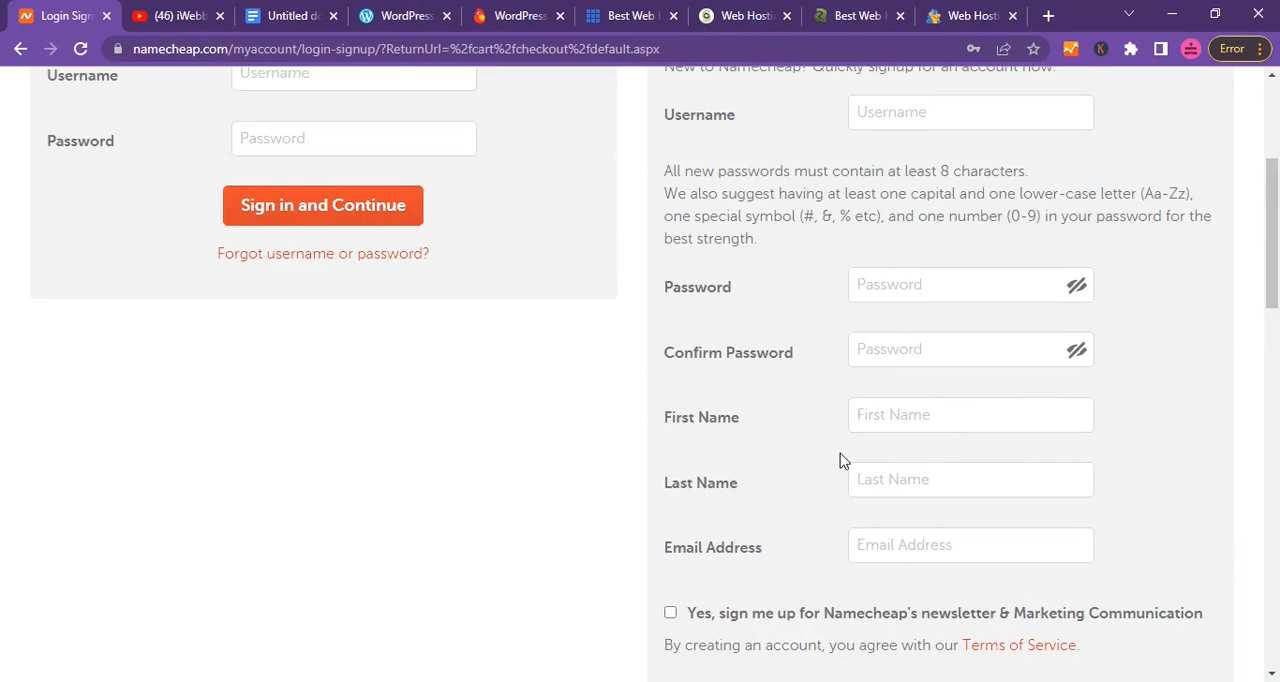 Login Sign
(46) iWebb
Untitled do
WordPress
WordPress
Best Web
Web Hosti
Best Web
Web Hosti
namecheap.com/myaccount/login-signup/?ReturnUrl=%2fcart%2fcheckout%2fdefault.aspx
K
Error
Username
Username
Password
Password
Sign in and Continue
Forgot username or password?
New to Namecheap? Quickly signup for an account now.
Username
Username
All new passwords must contain at least 8 characters.
We also suggest having at least one capital and one lower-case letter (Aa-Zz),
one special symbol (#, &, % etc), and one number (0-9) in your password for the
best strength.
Password
Password
Confirm Password
Password
First Name
First Name
Last Name
Last Name
Email Address
Email Address
Yes, sign me up for Namecheap's newsletter & Marketing Communication
By creating an account, you agree with our Terms of Service.